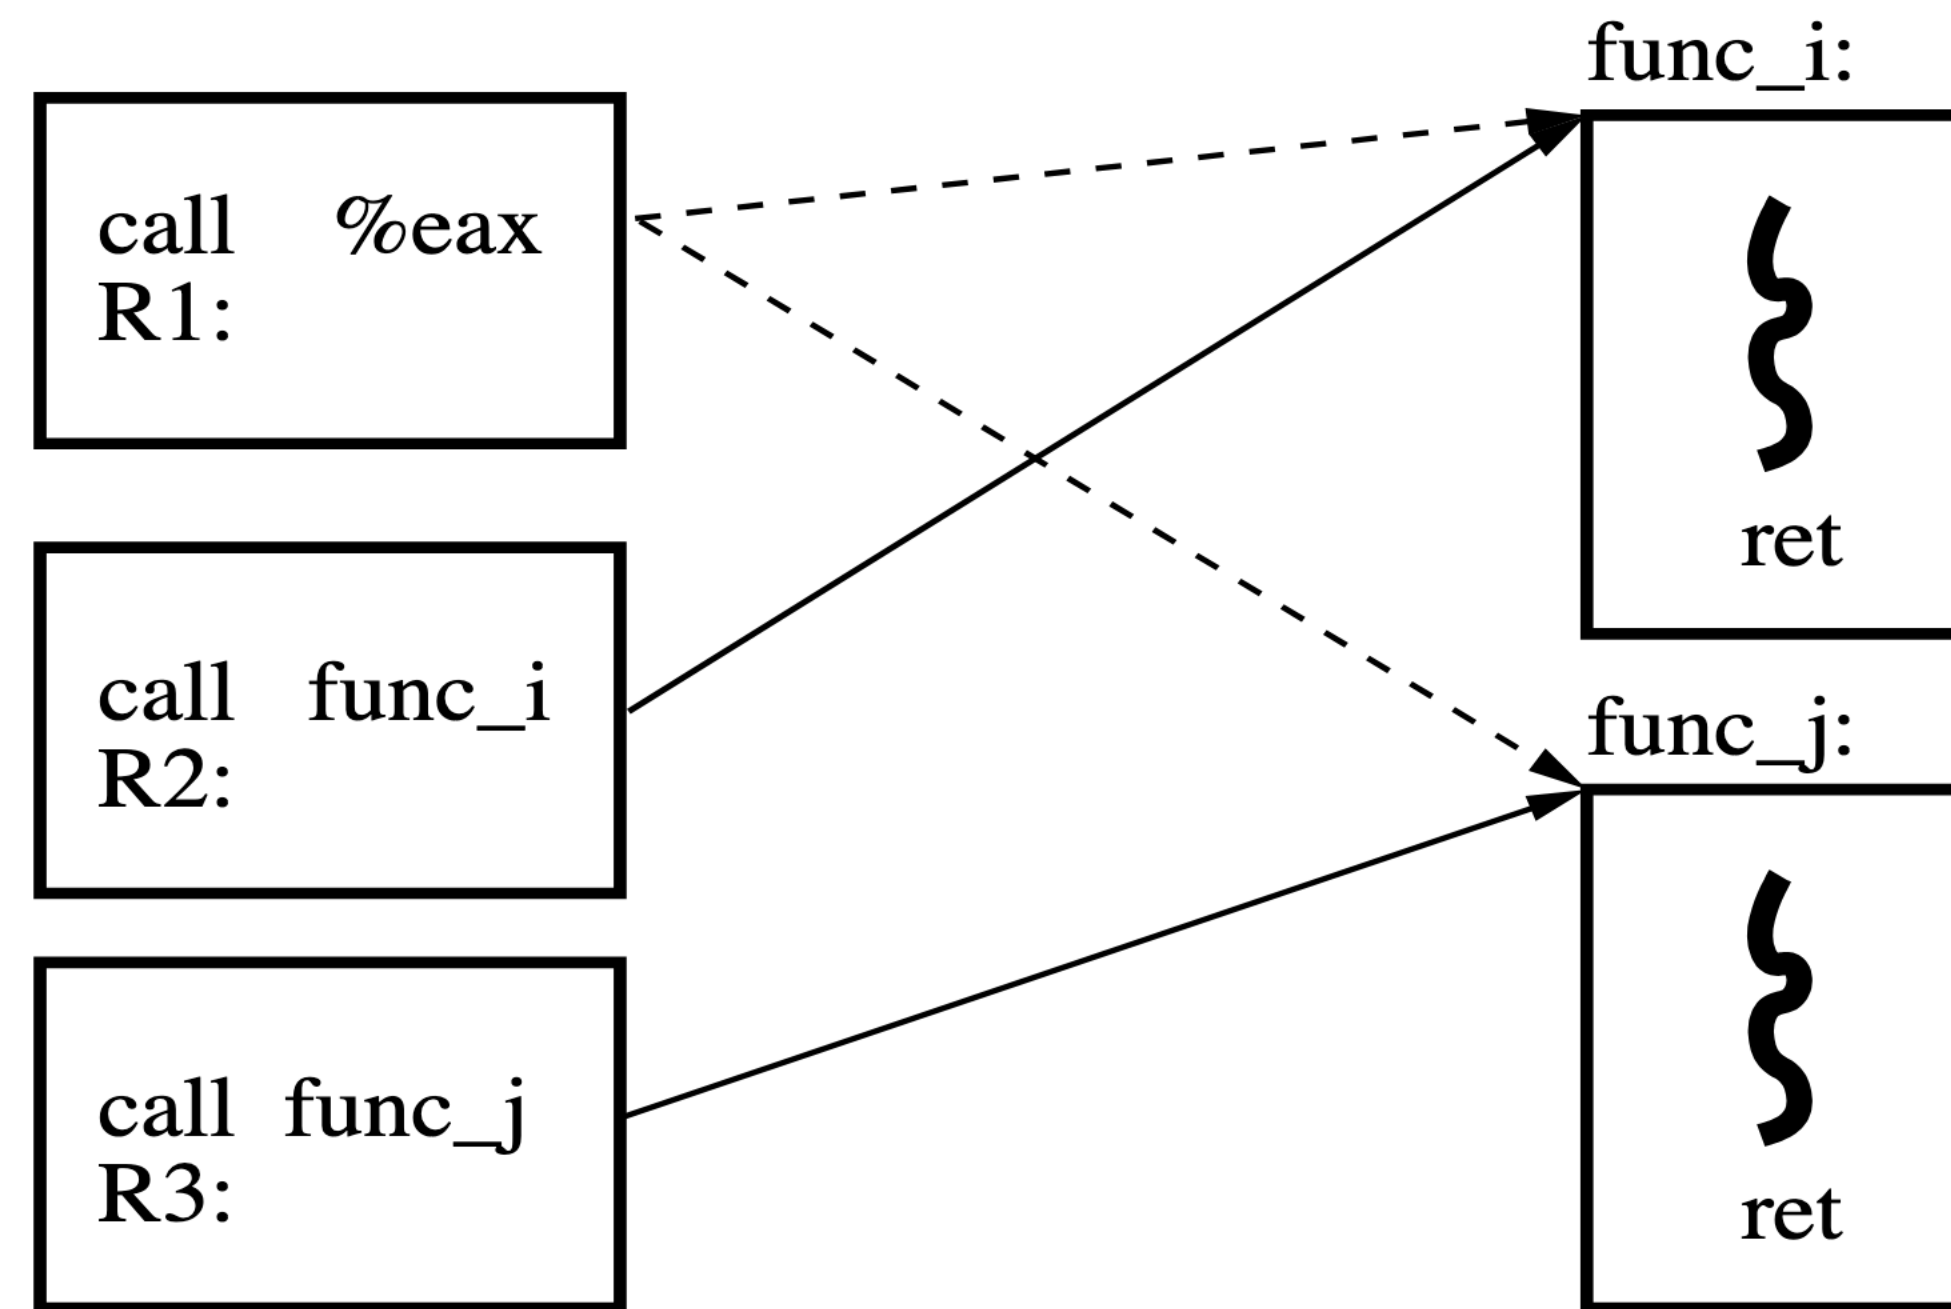 call %eax
R1:
call func_i
R2:
call func_j
R3:
func_i:
ret
func_j:
ret